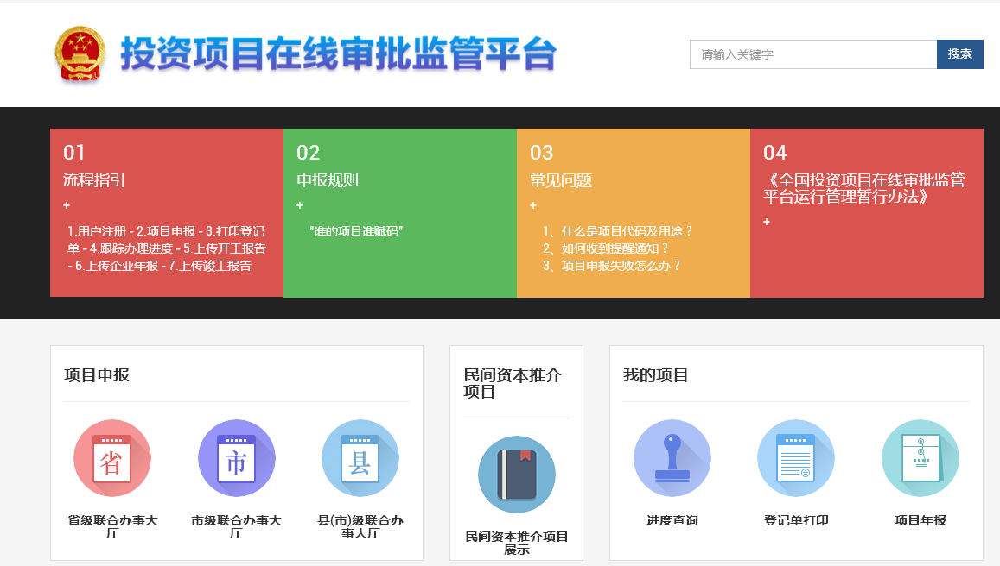 投资项目在线审批监管平台
请输入关键字
搜索
01
流程指引
+
1.用户注册 - 2.项目申报 - 3.打印登记
单 - 4.跟踪办理进度 - 5.上传开工报告
- 6.上传企业年报 - 7.上传竣工报告
02
申报规则
+
"谁的项目谁赋码"
03
常见问题
+
1、什么是项目代码及用途？
2、如何收到提醒通知？
3、项目申报失败怎么办？
04
《全国投资项目在线审批监管
平台运行管理暂行办法》
+
项目申报
省
省级联合办事大
厅
市
市级联合办事大
厅
县
县(市)级联合办
事大厅
民间资本推介
项目
民间资本推介项目
展示
我的项目
进度查询
登记单打印
项目年报